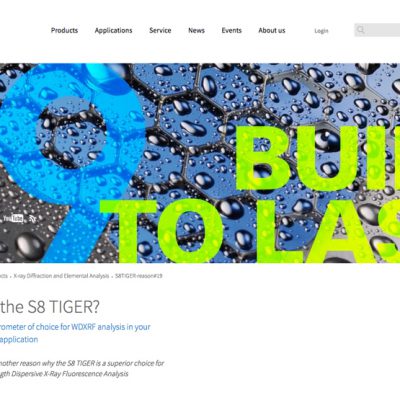 Products Applications Service News Events About us Login
9
BUI
TO LAS
YouTube
X-ray Diffraction and Elemental Analysis S8TIGER-reason#19
the S8 TIGER?
rometer of choice for WDXRF analysis in your
application
nother reason why the S8 TIGER is a superior choice for
gth Dispersive X-Ray Fluorescence Analysis